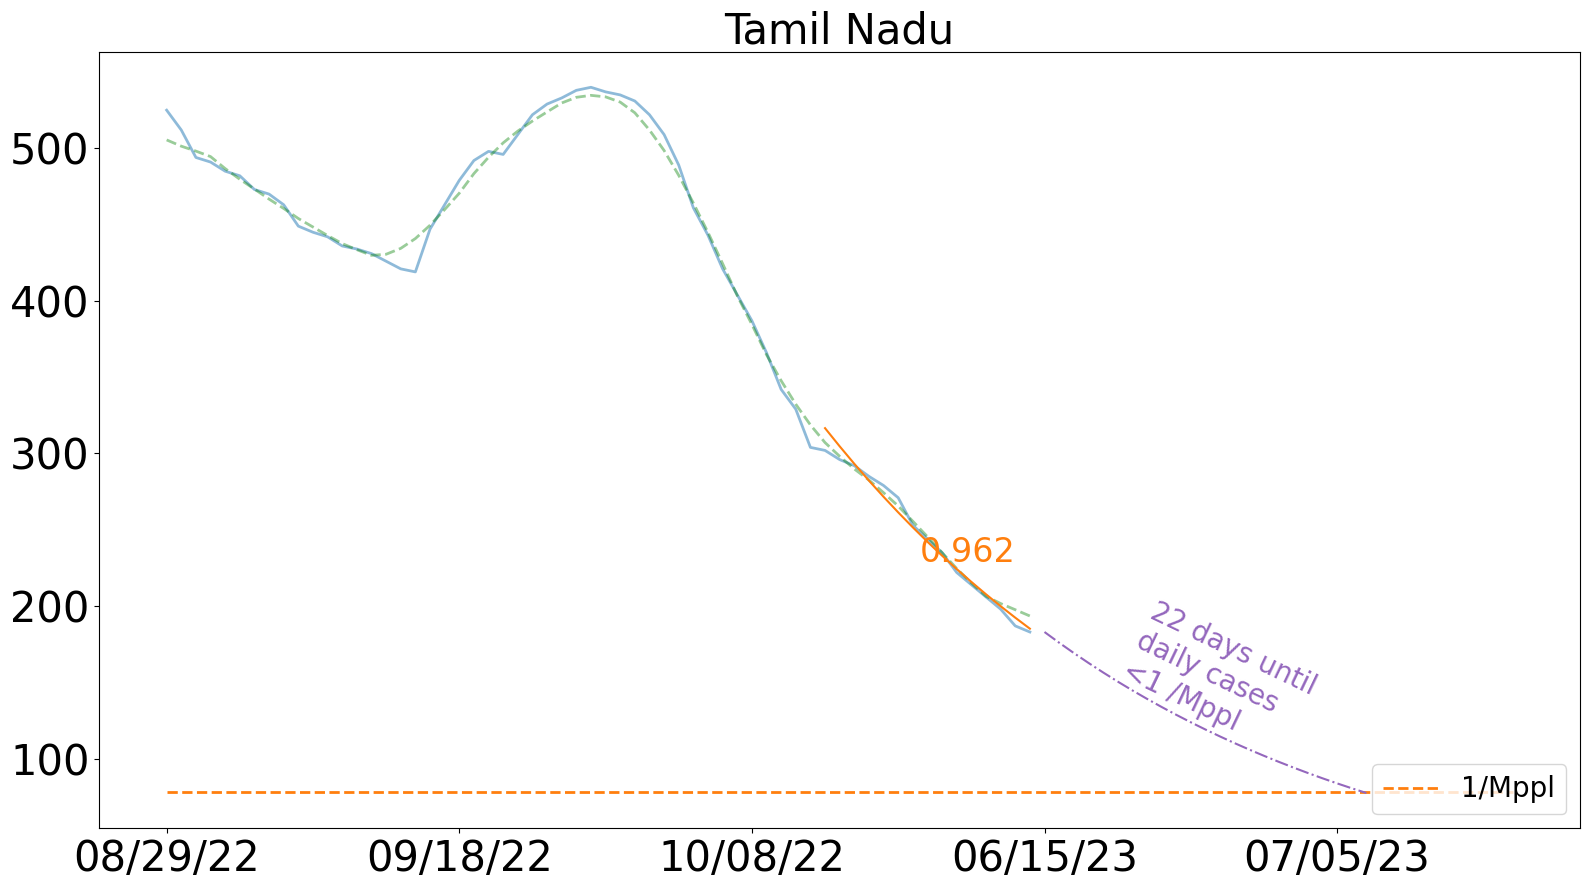 Tamil Nadu
500
400
300
200
100
0.962
22 days until
daily cases
<1 /Mppl
1/Mppl
08/29/22
09/18/22
10/08/22
06/15/23
07/05/23